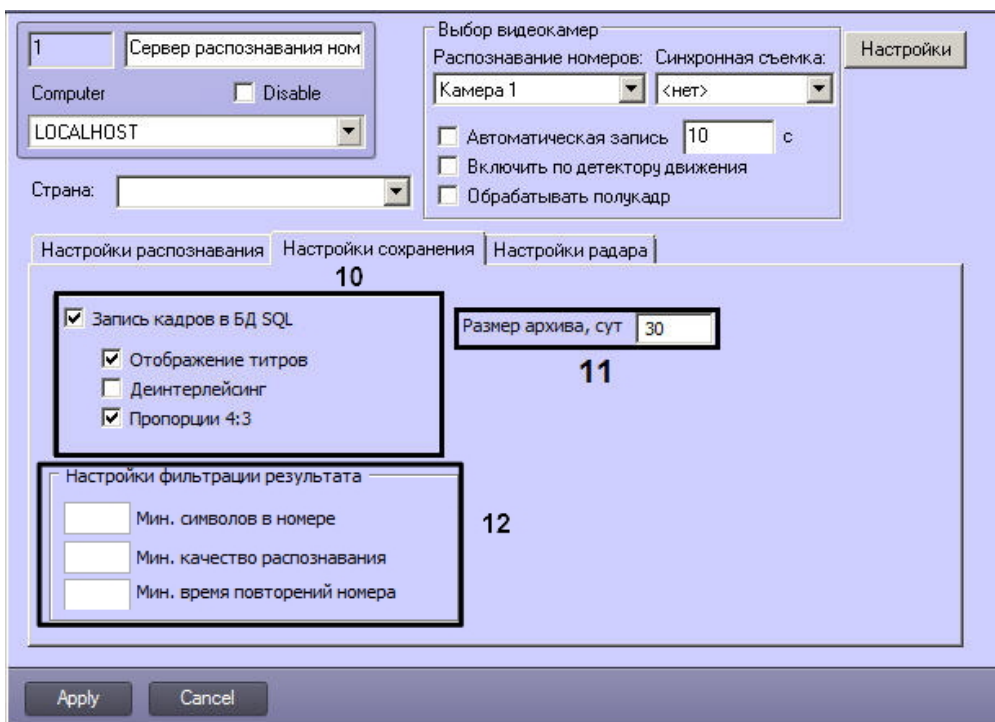 1
Сервер распознавания ном
Computer
Disable
LOCALHOST
Страна:
Выбор видеокамер
Распознавание номеров: Синхронная съемка:
Камера 1
<нет>
Автоматическая запись 10 с
Включить по детектору движения
Обрабатывать полукадр
Настройки
Настройки распознавания Настройки сохранения Настройки радара
10
Запись кадров в БД SQL
Отображение титров
Деинтерлейсинг
Пропорции 4:3
Размер архива, сут 30
11
Настройки фильтрации результата
Мин. символов в номере
Мин. качество распознавания
Мин. время повторений номера
12
Apply Cancel